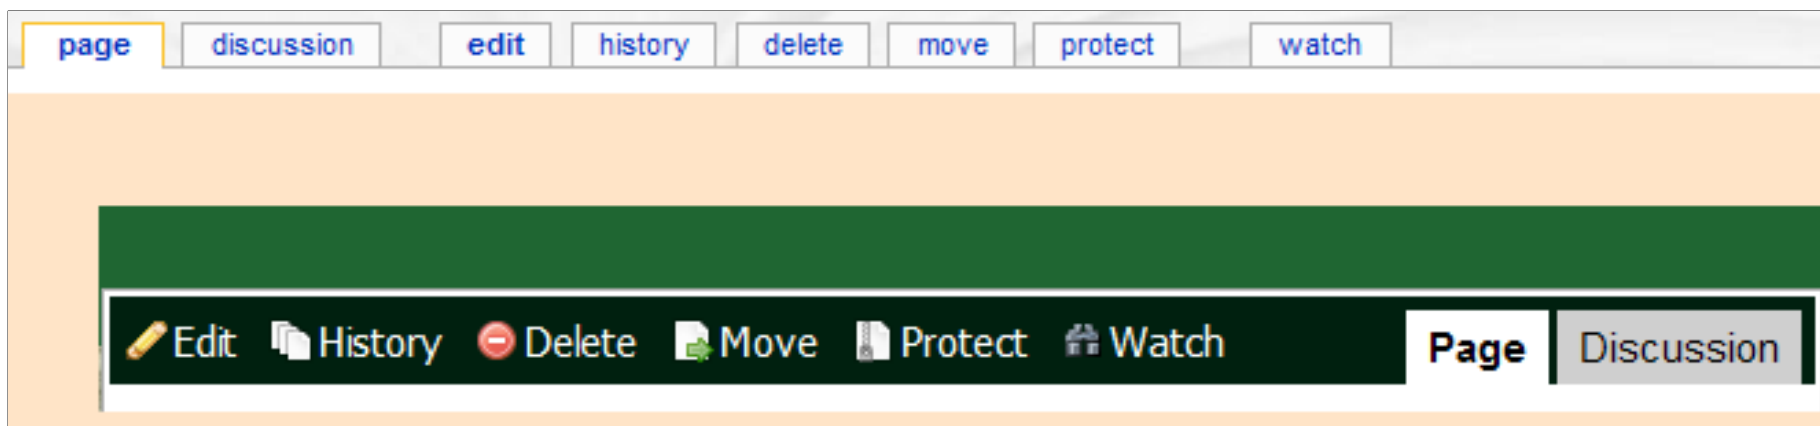 page discussion edit history delete move protect watch
Edit History Delete Move Protect Watch Page Discussion